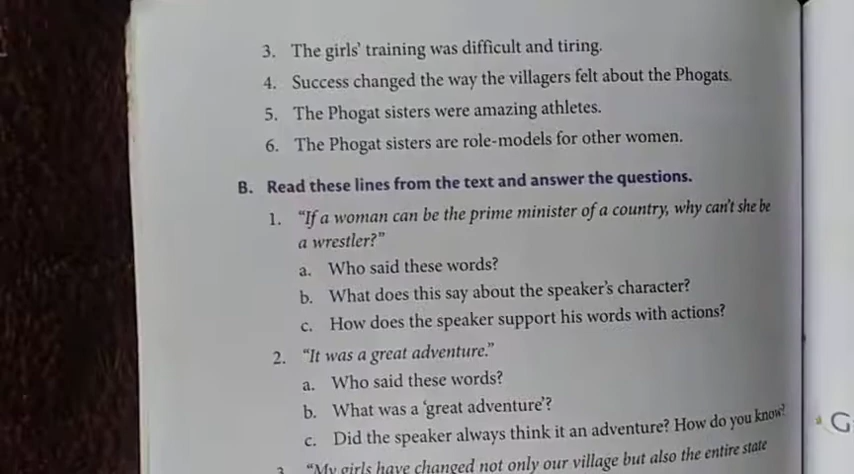 3. The girls' training was difficult and tiring.
4. Success changed the way the villagers felt about the Phogats.
5. The Phogat sisters were amazing athletes.
6. The Phogat sisters are role-models for other women.
B. Read these lines from the text and answer the questions.
1. "If a woman can be the prime minister of a country, why can't she be
a wrestler?"
a. Who said these words?
b. What does this say about the speaker's character?
c. How does the speaker support his words with actions?
2. "It was a great adventure."
a. Who said these words?
b. What was a 'great adventure'?
c. Did the speaker always think it an adventure? How do you know?
3. "My girls have changed not only our village but also the entire state
G